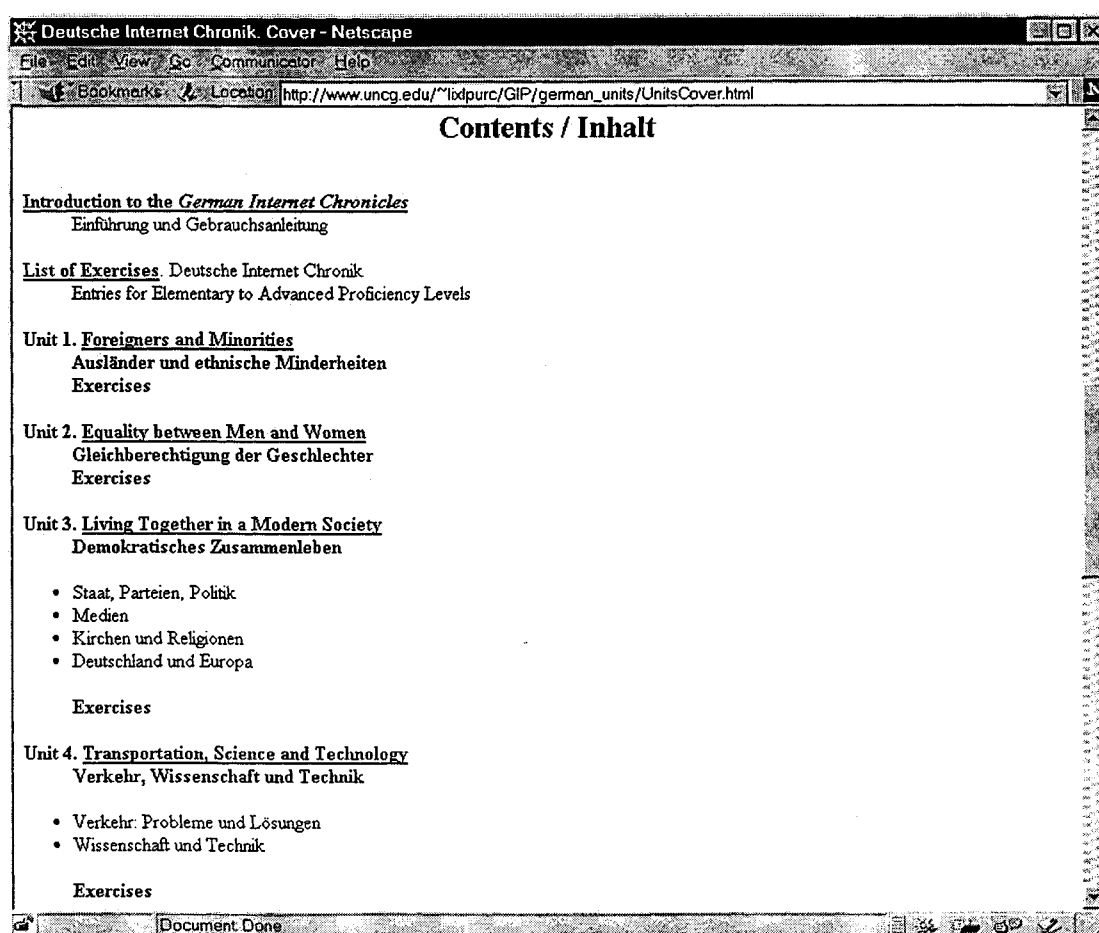 Deutsche Internet Chronik. Cover - Netscape
File Edit View Go Communicator Help
Bookmarks Location http://www.uncg.edu/~lixlpurc/GIP/german_units/UnitsCover.html N
Contents / Inhalt
Introduction to the German Internet Chronicles
Einführung und Gebrauchsanleitung
List of Exercises. Deutsche Internet Chronik
Entries for Elementary to Advanced Proficiency Levels
Unit 1. Foreigners and Minorities
Ausländer und ethnische Minderheiten
Exercises
Unit 2. Equality between Men and Women
Gleichberechtigung der Geschlechter
Exercises
Unit 3. Living Together in a Modern Society
Demokratisches Zusammenleben
• Staat, Parteien, Politik
• Medien
• Kirchen und Religionen
• Deutschland und Europa
Exercises
Unit 4. Transportation, Science and Technology
Verkehr, Wissenschaft und Technik
• Verkehr: Probleme und Lösungen
• Wissenschaft und Technik
Exercises
Document Done